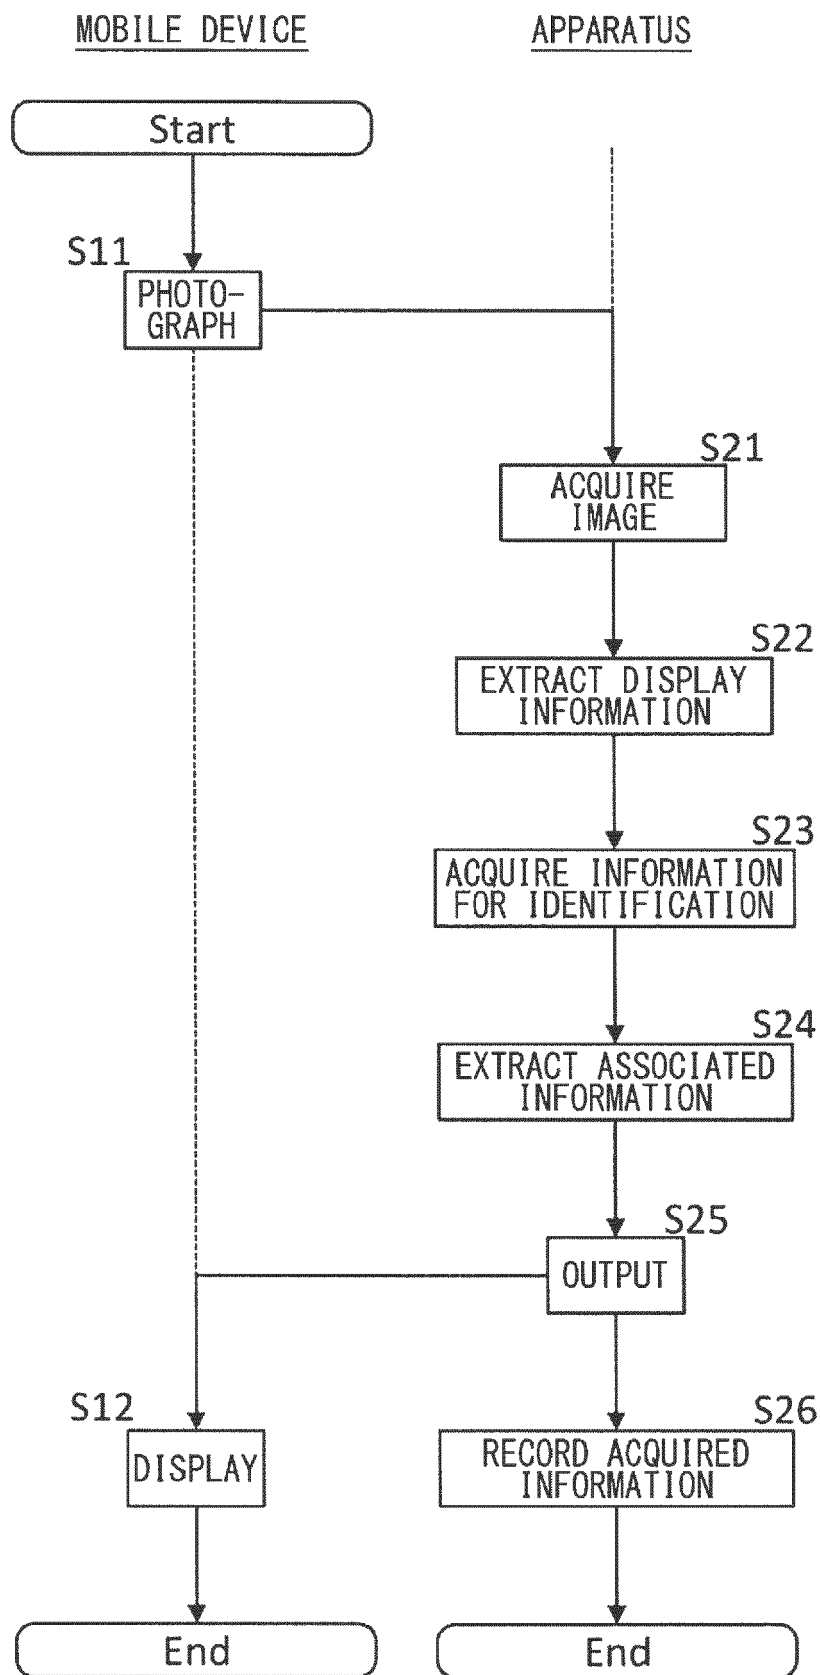 MOBILE DEVICE
APPARATUS
Start
S11
PHOTO-
GRAPH
S21
ACQUIRE
IMAGE
S22
EXTRACT DISPLAY
INFORMATION
S23
ACQUIRE INFORMATION
FOR IDENTIFICATION
S24
EXTRACT ASSOCIATED
INFORMATION
S25
OUTPUT
S12
DISPLAY
S26
RECORD ACQUIRED
INFORMATION
End
End